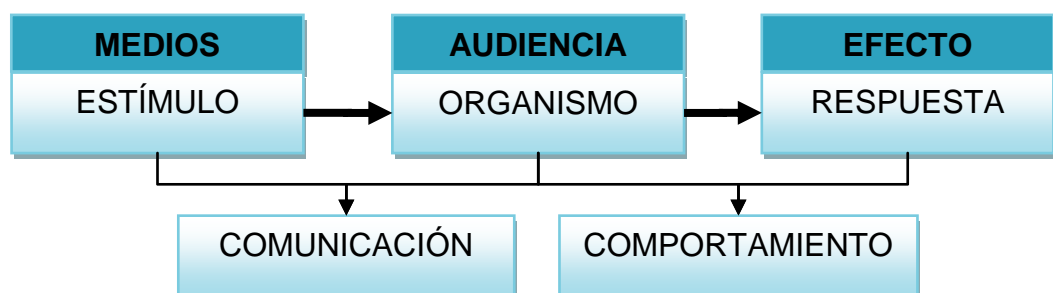 MEDIOS
ESTÍMULO
AUDIENCIA
ORGANISMO
EFECTO
RESPUESTA
COMUNICACIÓN
COMPORTAMIENTO